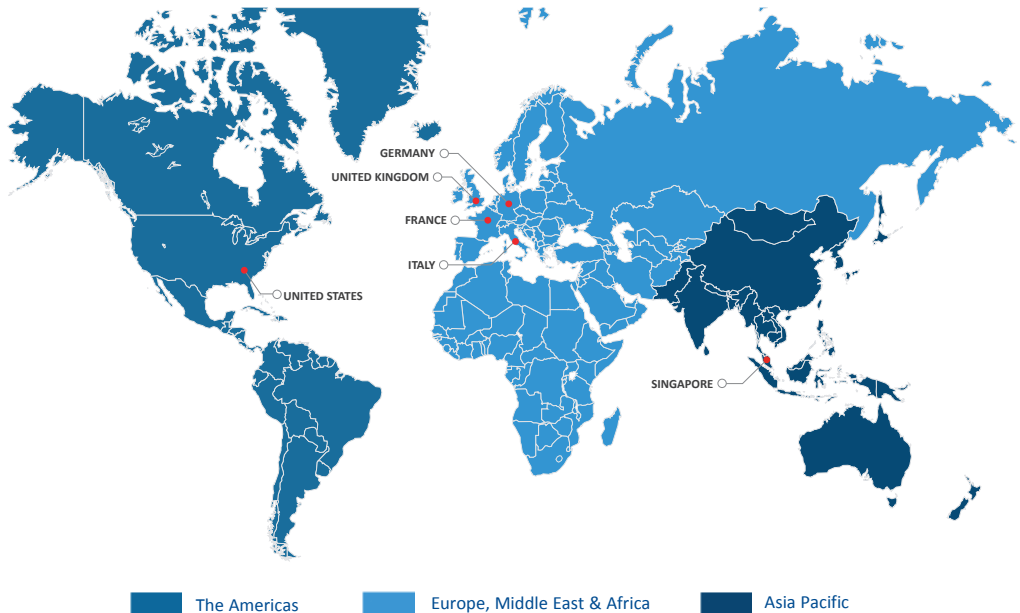 GERMANY
UNITED KINGDOM
FRANCE
ITALY
UNITED STATES
SINGAPORE
The Americas
Europe, Middle East & Africa
Asia Pacific